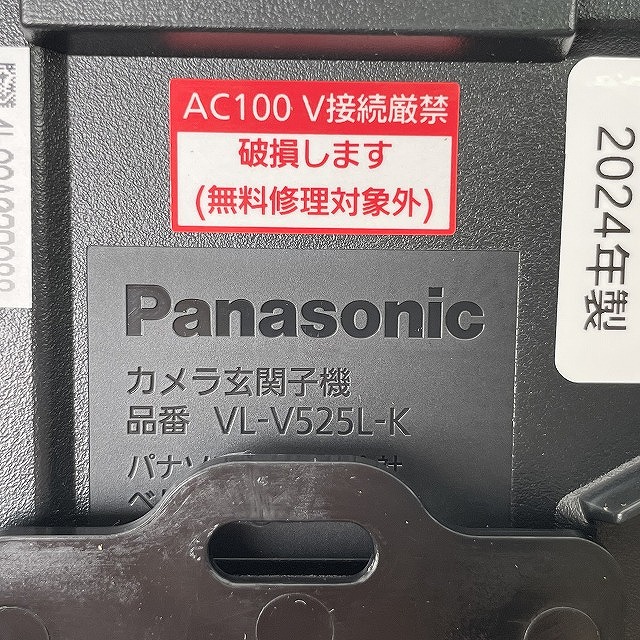 AC100 V接続厳禁
破損します
(無料修理対象外)
2024年製
Panasonic
カメラ玄関子機
品番 VL-V525L-K